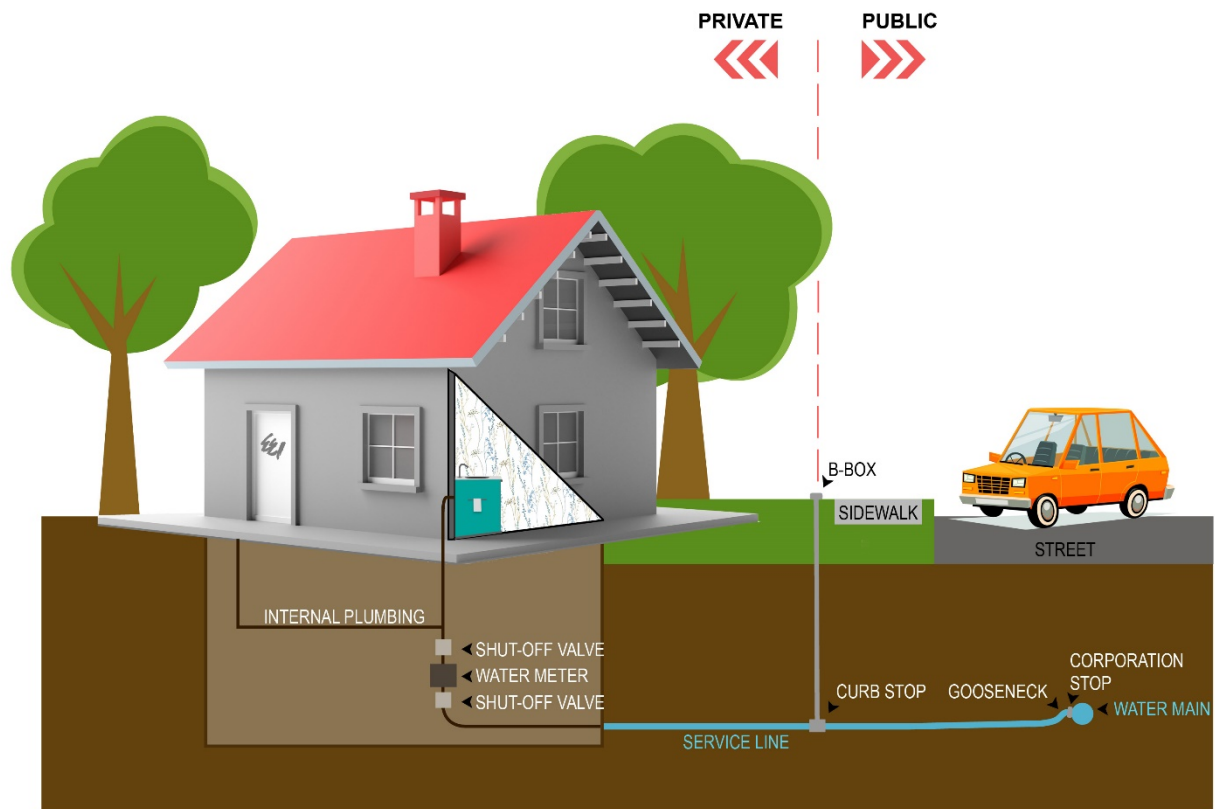 PRIVATE
PUBLIC
B-BOX
SIDEWALK
STREET
INTERNAL PLUMBING
SHUT-OFF VALVE
WATER METER
SHUT-OFF VALVE
CURB STOP
GOOSENECK
CORPORATION
STOP
WATER MAIN
SERVICE LINE